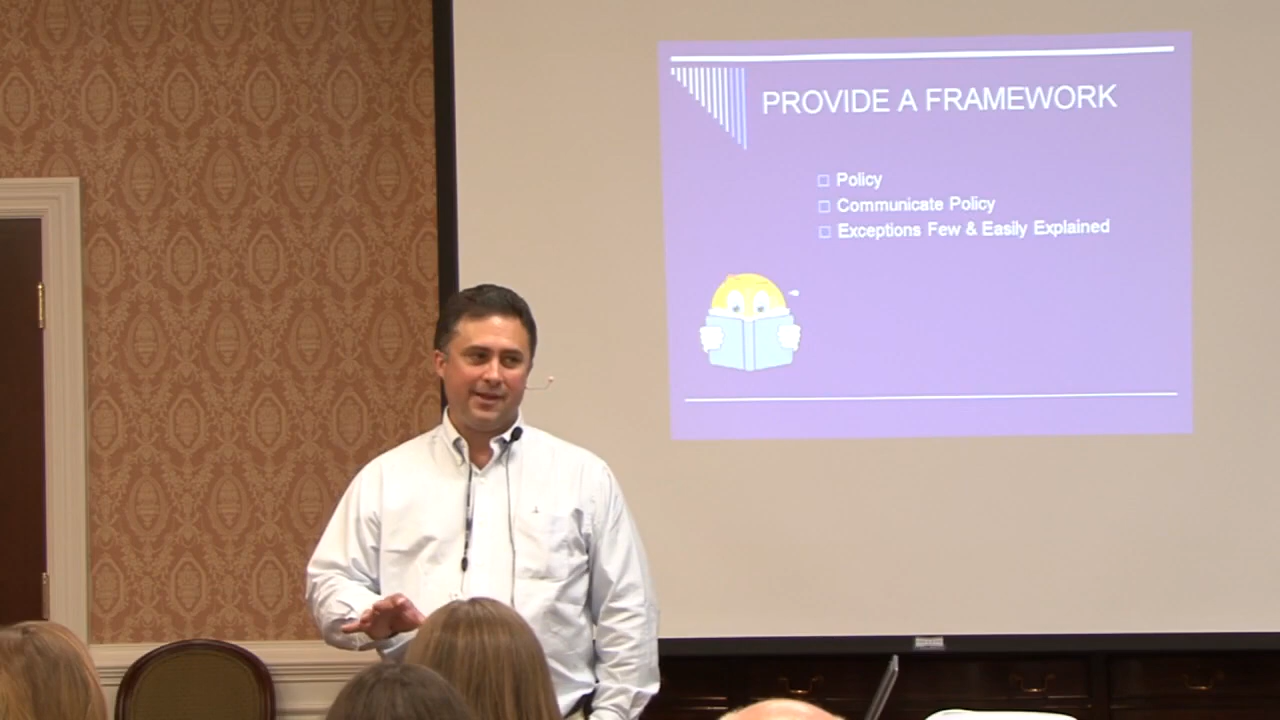 PROVIDE A FRAMEWORK
Policy
Communicate Policy
Exceptions Few & Easily Explained